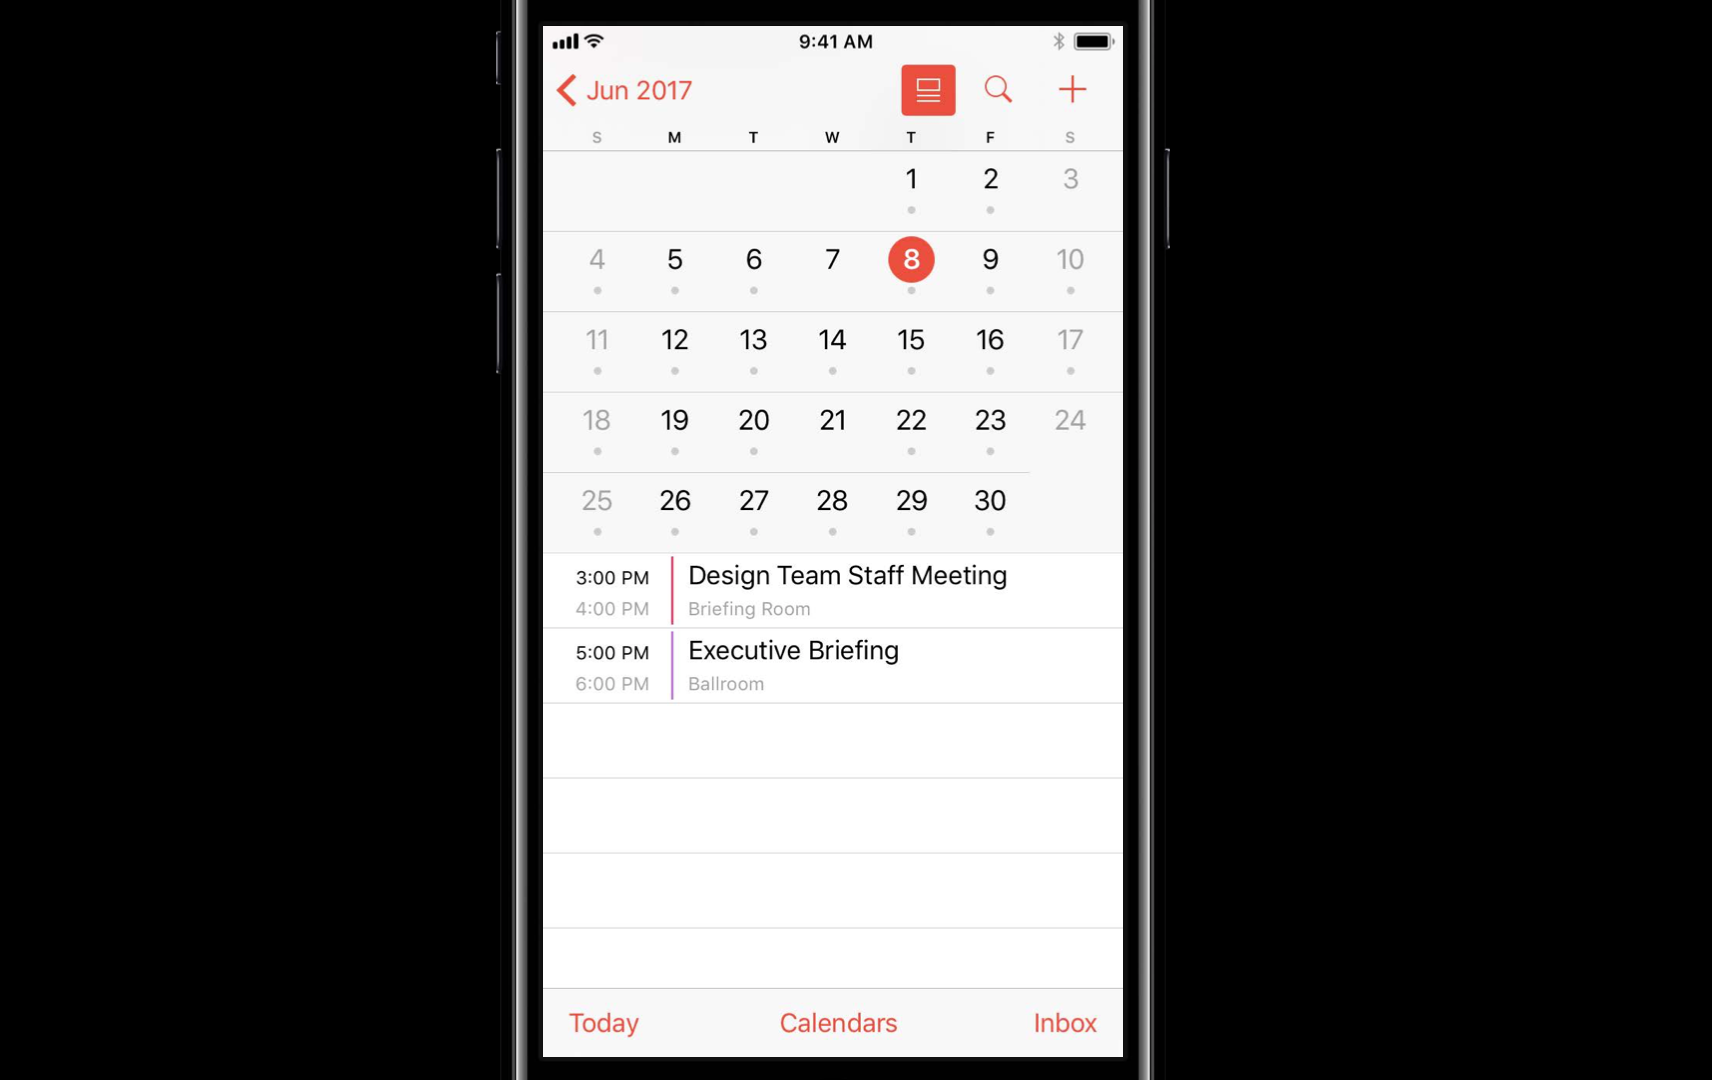 9:41 AM
Jun 2017
S M T W T F S
1 2 3
4 5 6 7 8 9 10
11 12 13 14 15 16 17
18 19 20 21 22 23 24
25 26 27 28 29 30
3:00 PM Design Team Staff Meeting
4:00 PM Briefing Room
5:00 PM Executive Briefing
6:00 PM Ballroom
Today Calendars Inbox